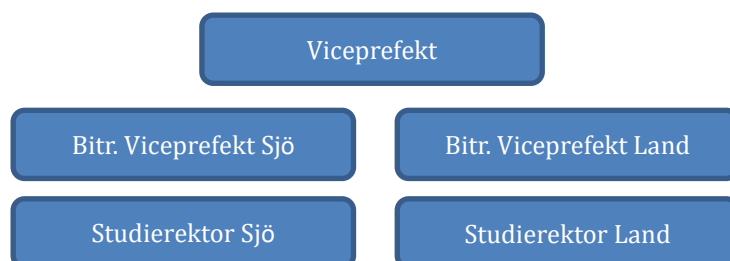 Viceprefekt
Bitr. Viceprefekt Sjö
Bitr. Viceprefekt Land
Studierektor Sjö
Studierektor Land